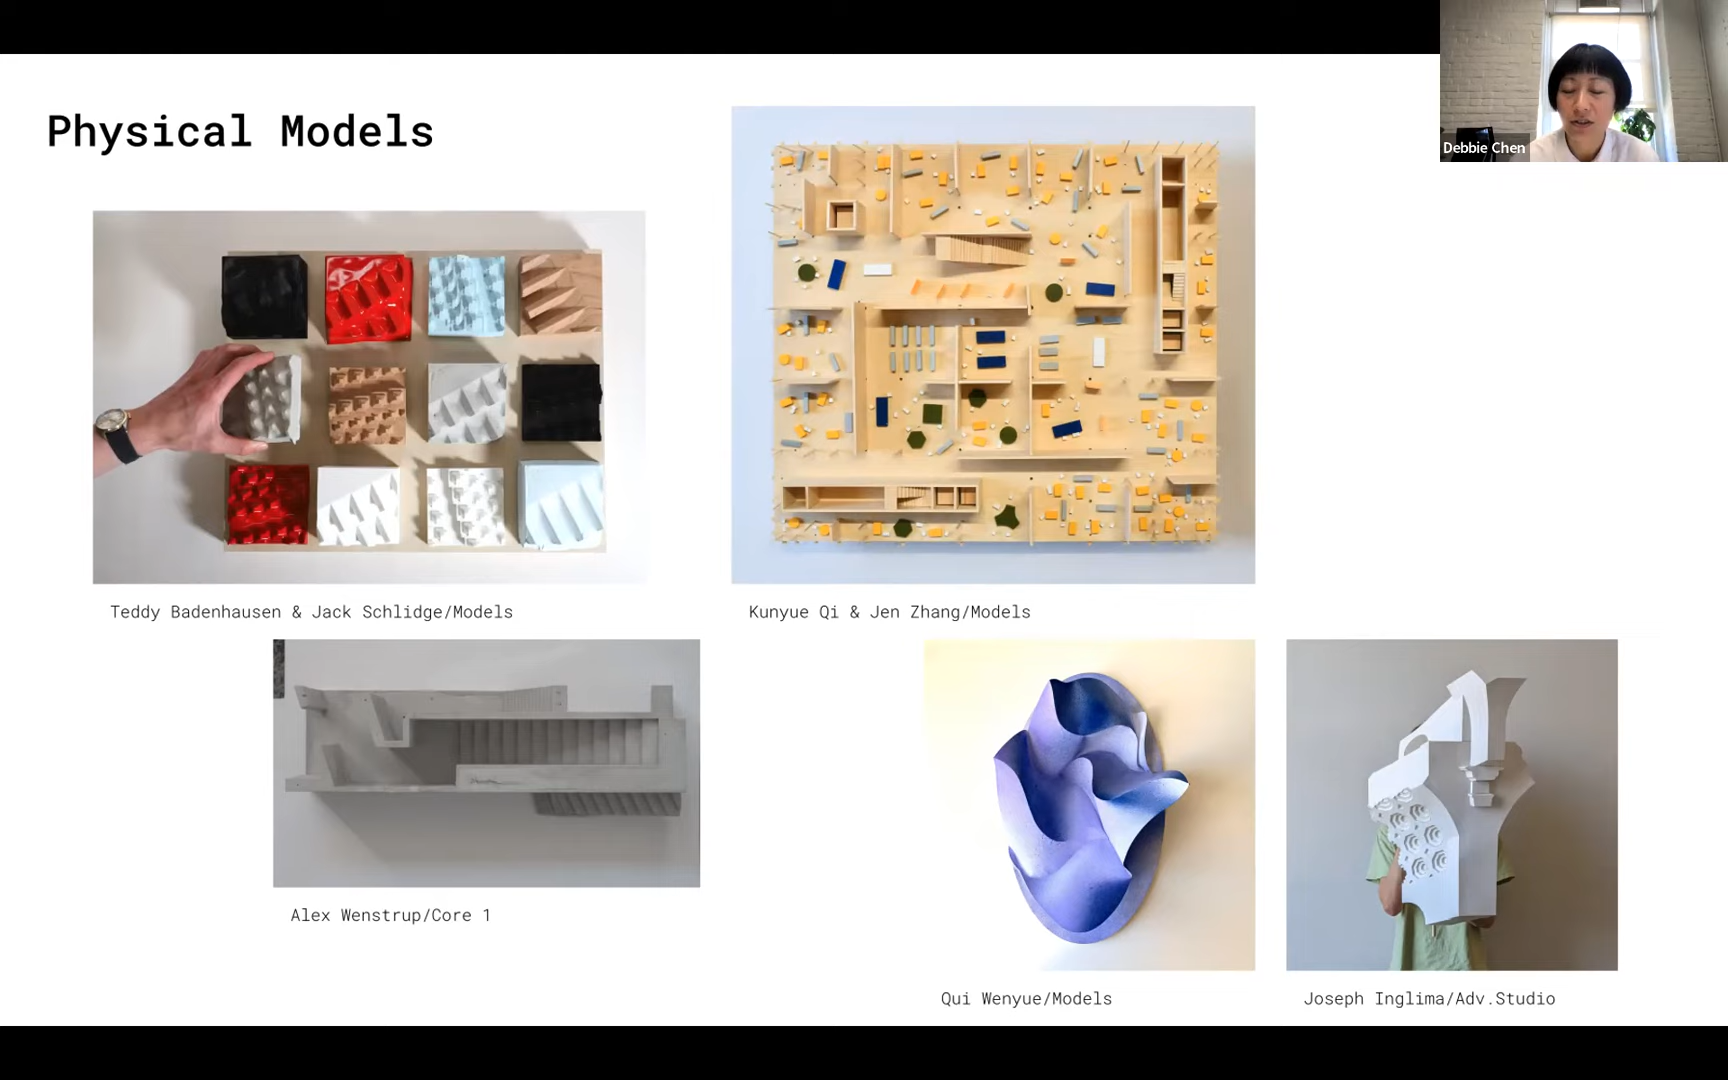 Physical Models
Debbie Chen
Teddy Badenhausen & Jack Schlidge/Models
Kunyue Qi & Jen Zhang/Models
Alex Wenstrup/Core 1
Qui Wenyue/Models
Joseph Inglima/Adv.Studio